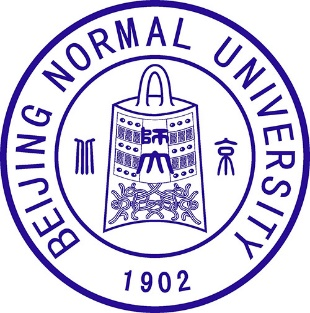 BEIJING NORMAL UNIVERSITY
北 京
師大
1902